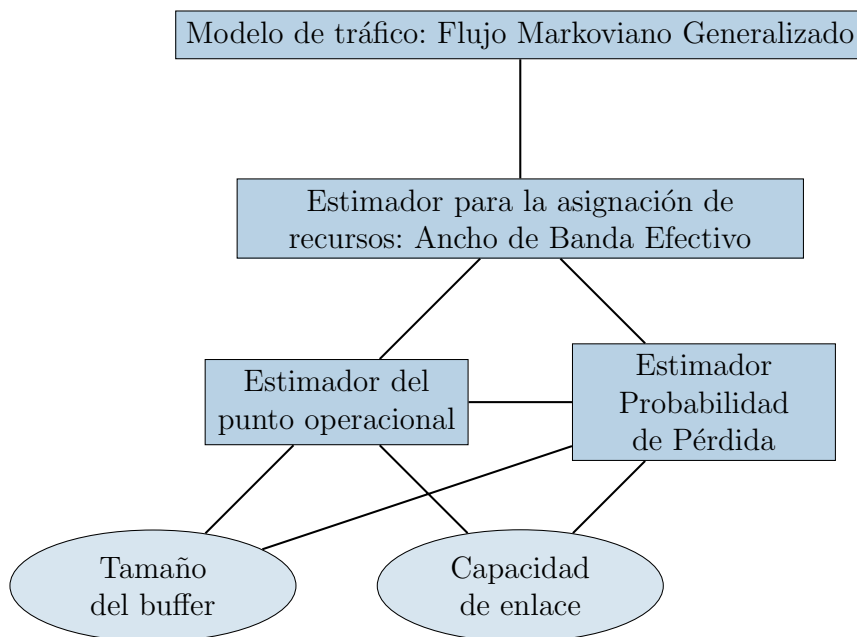 Modelo de tráfico: Flujo Markoviano Generalizado
Estimador para la asignación de
recursos: Ancho de Banda Efectivo
Estimador del
punto operacional
Estimador
Probabilidad
de Pérdida
Tamaño
del buffer
Capacidad
de enlace